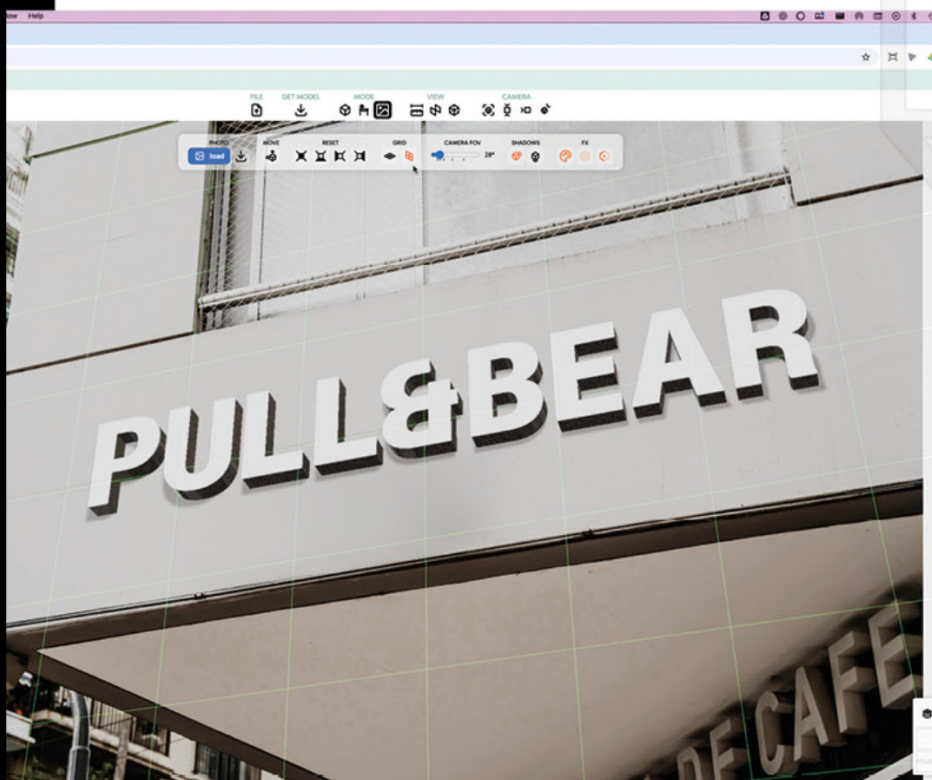 Help
FILE GET MODEL MODE VIEW CAMERA
PHOTO MOVE RESET GRID CAMERA FOV SHADOWS FX
load 28°
PULL&BEAR
DE CAFE